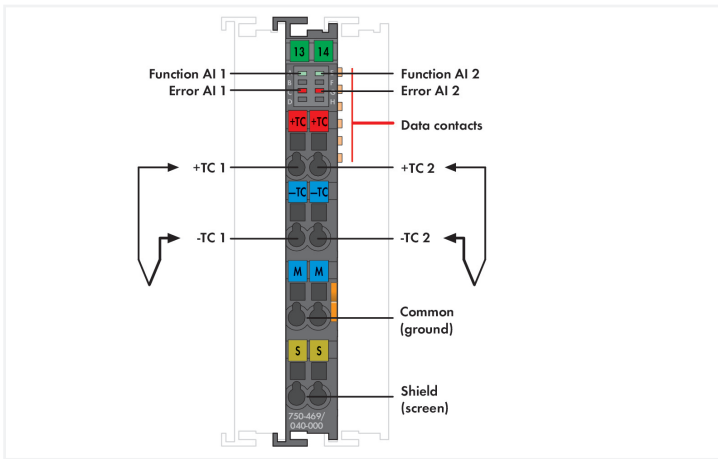 13 14
Function AI 1
Function AI 2
A E
B F
Error AI 1
Error AI 2
C G
D H
+TC +TC
Data contacts
+TC 1
+TC 2
–TC –TC
-TC 1
-TC 2
M M
Common
(ground)
S S
Shield
(screen)
750-469/
040-000